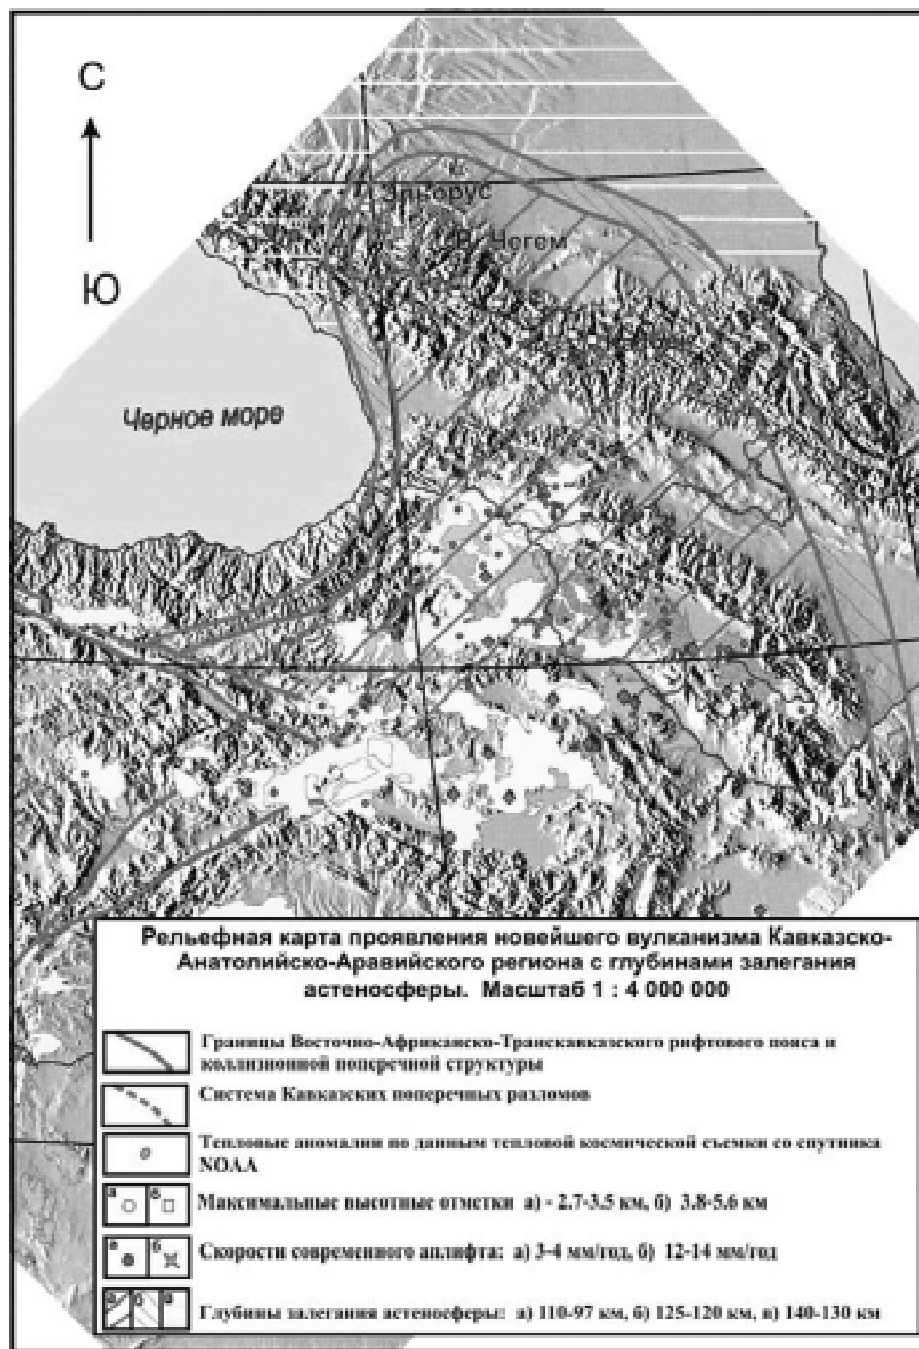 С
Эльбрус
В. Чегем
Ю
Черное море
Рельефная карта проявления новейшего вулканизма Кавказско-
Анатолийско-Аравийского региона с глубинами залегания
астеносферы. Масштаб 1 : 4 000 000
Границы Восточно-Африканско-Транскавказского рифтового пояса и
коллизионной поперечной структуры
Система Кавказских поперечных разломов
Тепловые аномалии по данным тепловой космической съемки со спутника
NOAA
а б Максимальные высотные отметки а) - 2.7-3.5 км, б) 3.8-5.6 км
а б Скорости современного аплифта: а) 3-4 мм/год, б) 12-14 мм/год
Глубины залегания астеносферы: а) 110-97 км, б) 125-120 км, в) 140-130 км